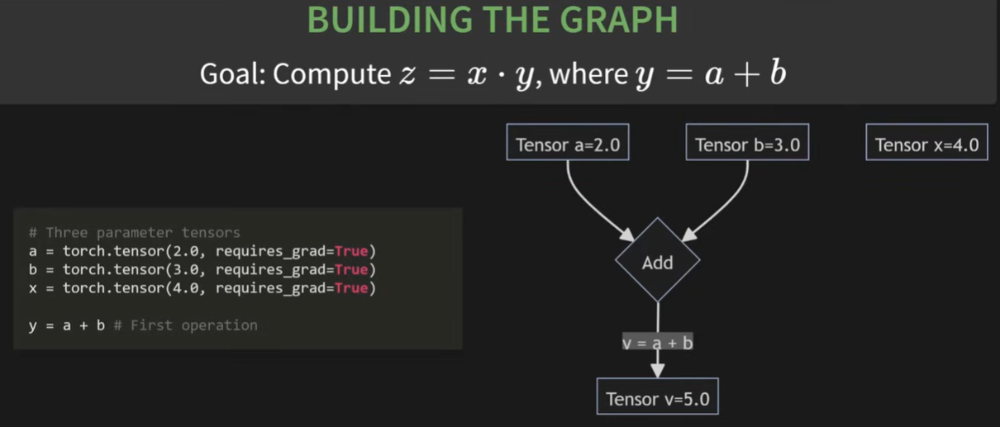 BUILDING THE GRAPH
Goal: Compute z = x · y, where y = a + b
Tensor a=2.0
Tensor b=3.0
Tensor x=4.0
# Three parameter tensors
a = torch.tensor(2.0, requires_grad=True)
b = torch.tensor(3.0, requires_grad=True)
x = torch.tensor(4.0, requires_grad=True)
y = a + b # First operation
Add
v = a + b
Tensor v=5.0